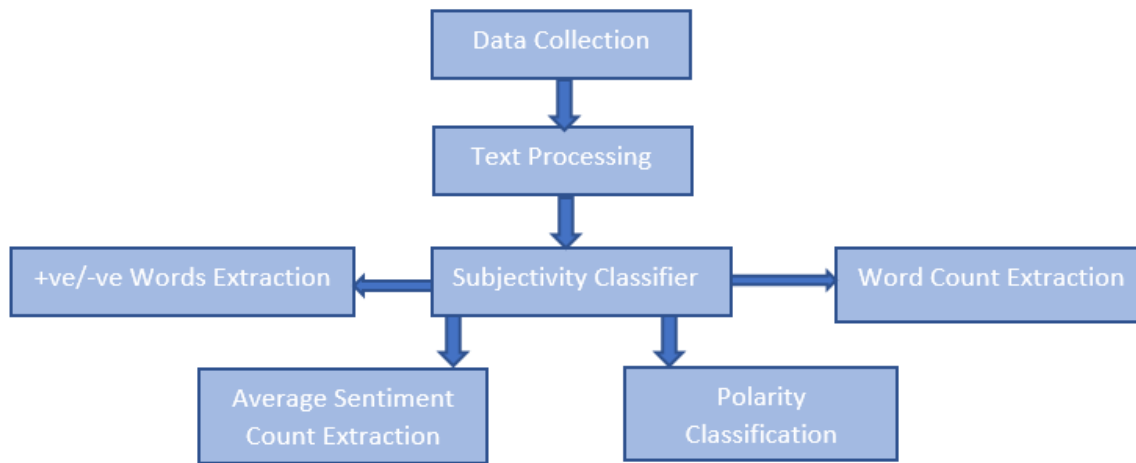 Data Collection
Text Processing
+ve/-ve Words Extraction
Subjectivity Classifier
Word Count Extraction
Average Sentiment
Count Extraction
Polarity
Classification